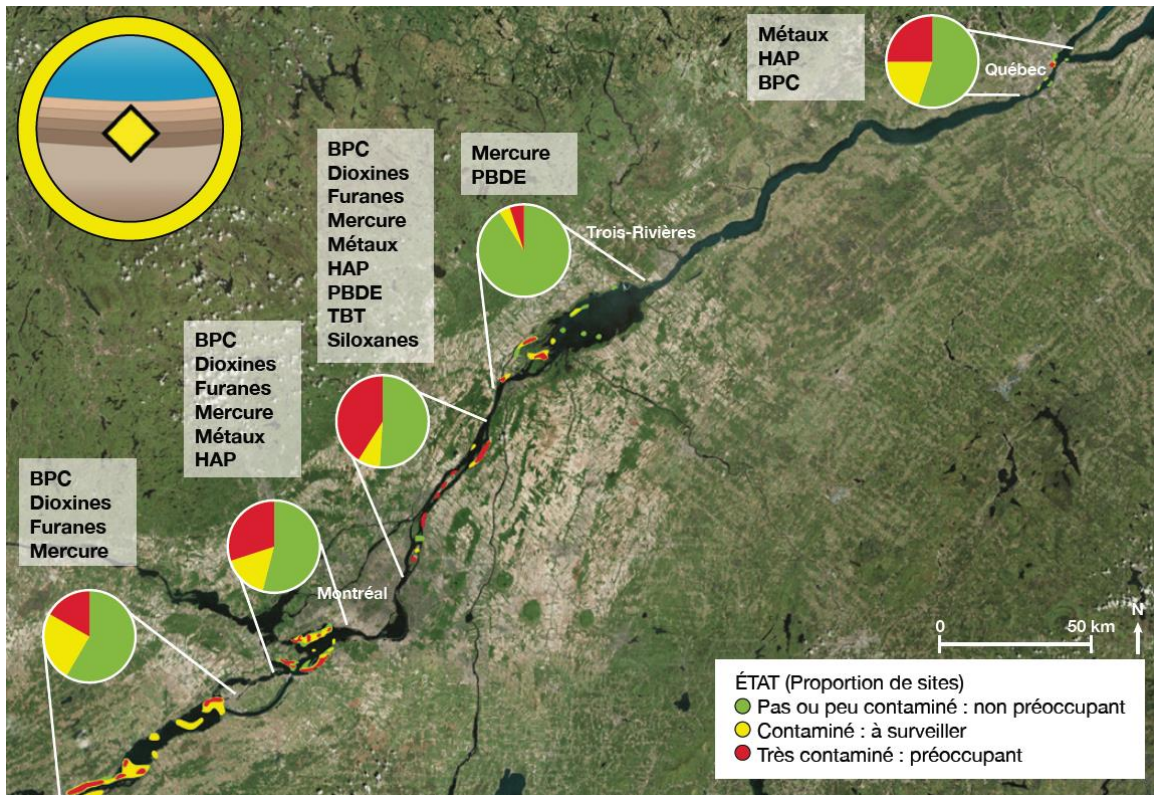 Métaux
HAP
BPC
Québec
BPC
Dioxines
Furanes
Mercure
Métaux
HAP
PBDE
TBT
Siloxanes
Mercure
PBDE
Trois-Rivières
BPC
Dioxines
Furanes
Mercure
Métaux
HAP
BPC
Dioxines
Furanes
Mercure
Montréal
N
0 50 km
ÉTAT (Proportion de sites)
Pas ou peu contaminé : non préoccupant
Contaminé : à surveiller
Très contaminé : préoccupant